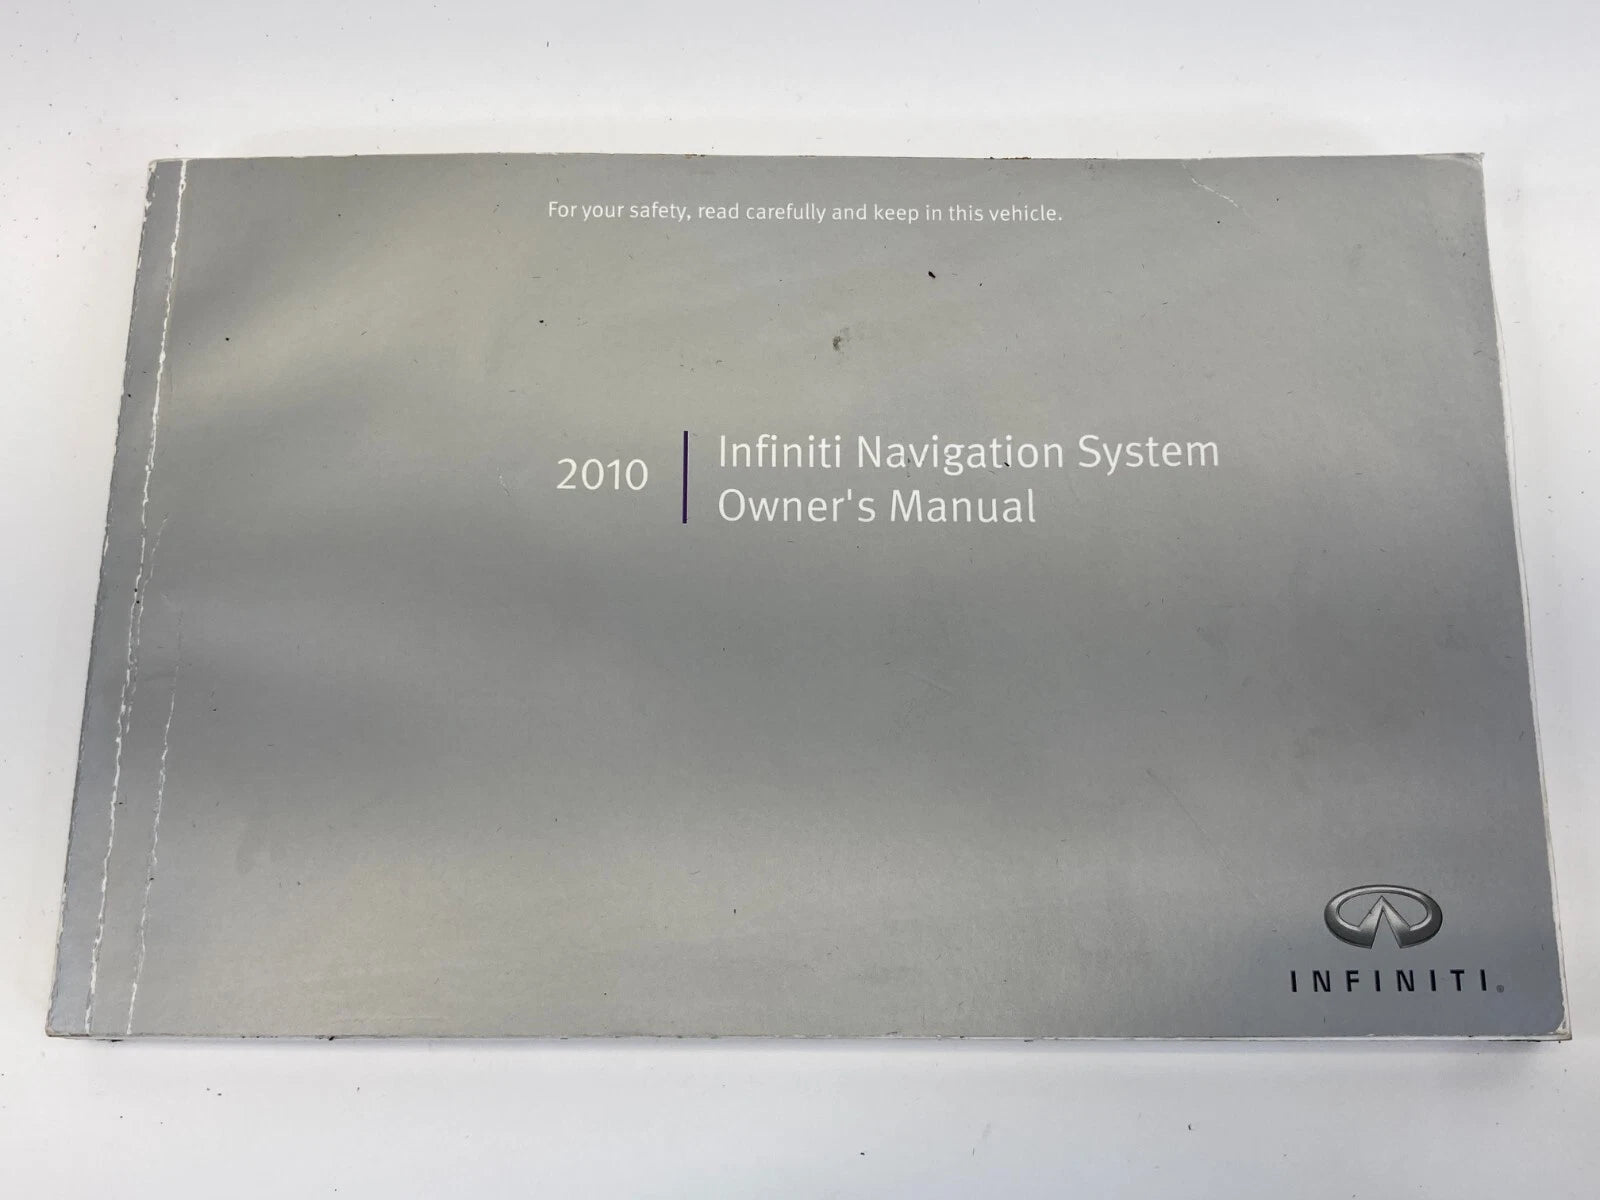 For your safety, read carefully and keep in this vehicle.
2010
Infiniti Navigation System
Owner's Manual
INFINITI®